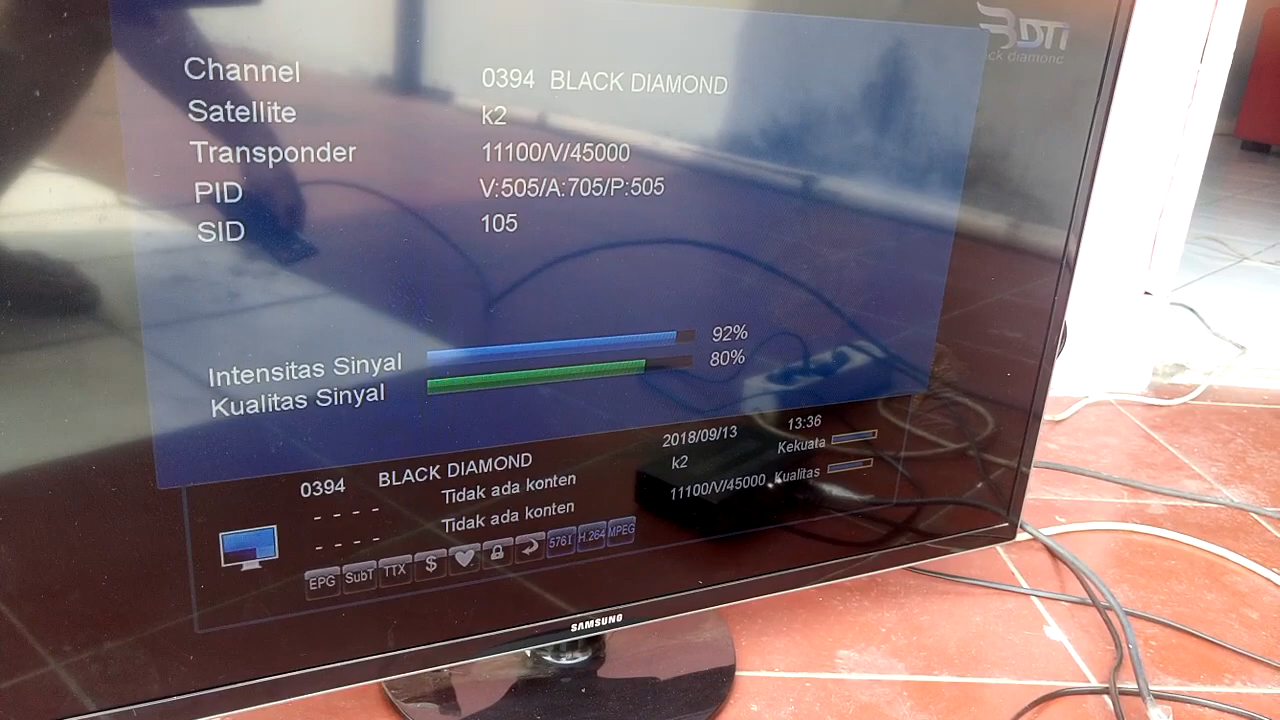 BDTi
ck diamond
Channel 0394 BLACK DIAMOND
Satellite k2
Transponder 11100/V/45000
PID V:505/A:705/P:505
SID 105
Intensitas Sinyal 92%
Kualitas Sinyal 80%
0394 BLACK DIAMOND 2018/09/13 13:36
- - - - Tidak ada konten k2 Kekuata
- - - - Tidak ada konten 11100/V/45000 Kualitas
EPG SubT TTX $ 576I H.264 MPEG
SAMSUNG